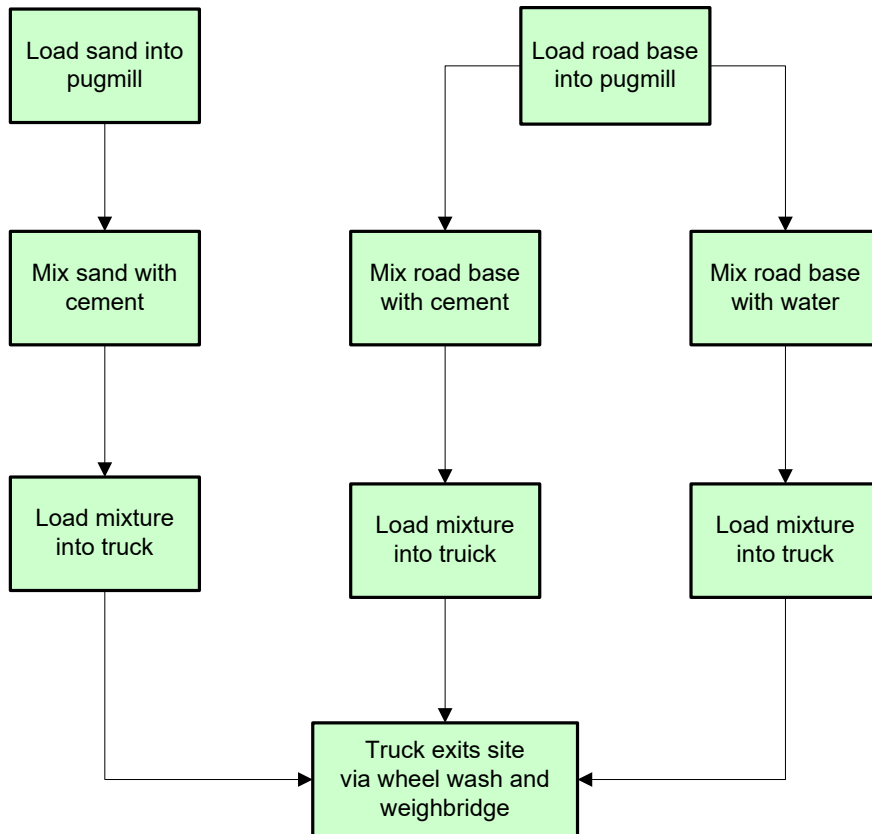 Load sand into
pugmill
Load road base
into pugmill
Mix sand with
cement
Mix road base
with cement
Mix road base
with water
Load mixture
into truck
Load mixture
into truick
Load mixture
into truck
Truck exits site
via wheel wash and
weighbridge